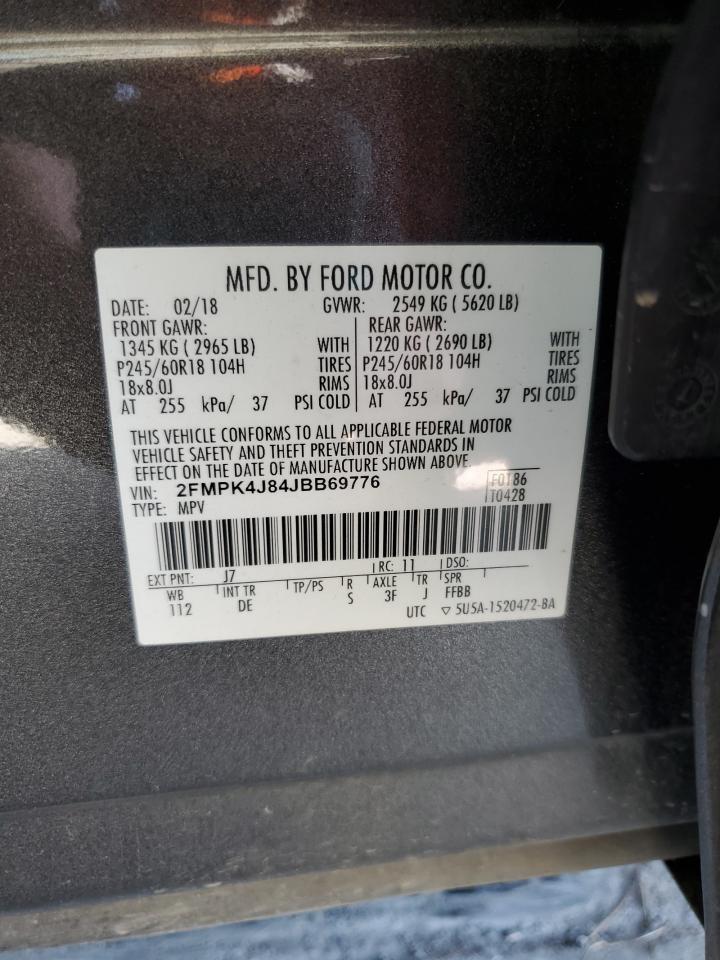 MFD. BY FORD MOTOR CO.
DATE: 02/18 GVWR: 2549 KG ( 5620 LB)
FRONT GAWR: REAR GAWR:
1345 KG ( 2965 LB) WITH 1220 KG ( 2690 LB) WITH
P245/60R18 104H TIRES P245/60R18 104H TIRES
18x8.0J RIMS 18x8.0J RIMS
AT 255 kPa/ 37 PSI COLD AT 255 kPa/ 37 PSI COLD
THIS VEHICLE CONFORMS TO ALL APPLICABLE FEDERAL MOTOR
VEHICLE SAFETY AND THEFT PREVENTION STANDARDS IN
EFFECT ON THE DATE OF MANUFACTURE SHOWN ABOVE.
VIN: 2FMPK4J84JBB69776 F0186
TYPE: MPV T0428
EXT PNT: J7 RC: 11 DSO:
WB INT TR TP/PS R AXLE TR SPR
112 DE S 3F J FFBB
UTC ▽ 5U5A-1520472-BA